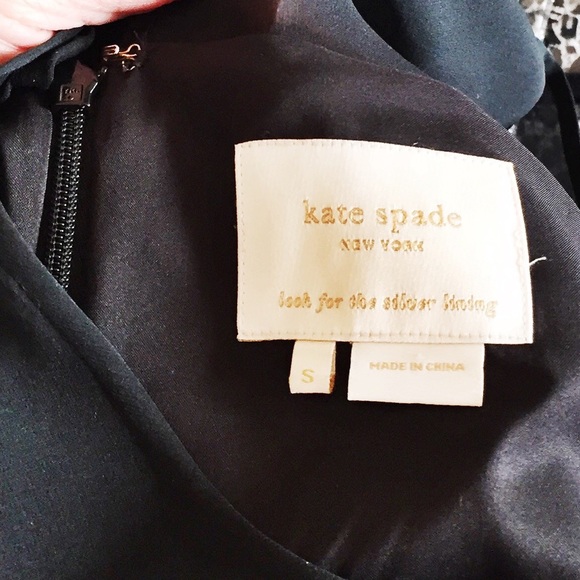 kate spade
NEW YORK
look for the silver lining
S
MADE IN CHINA